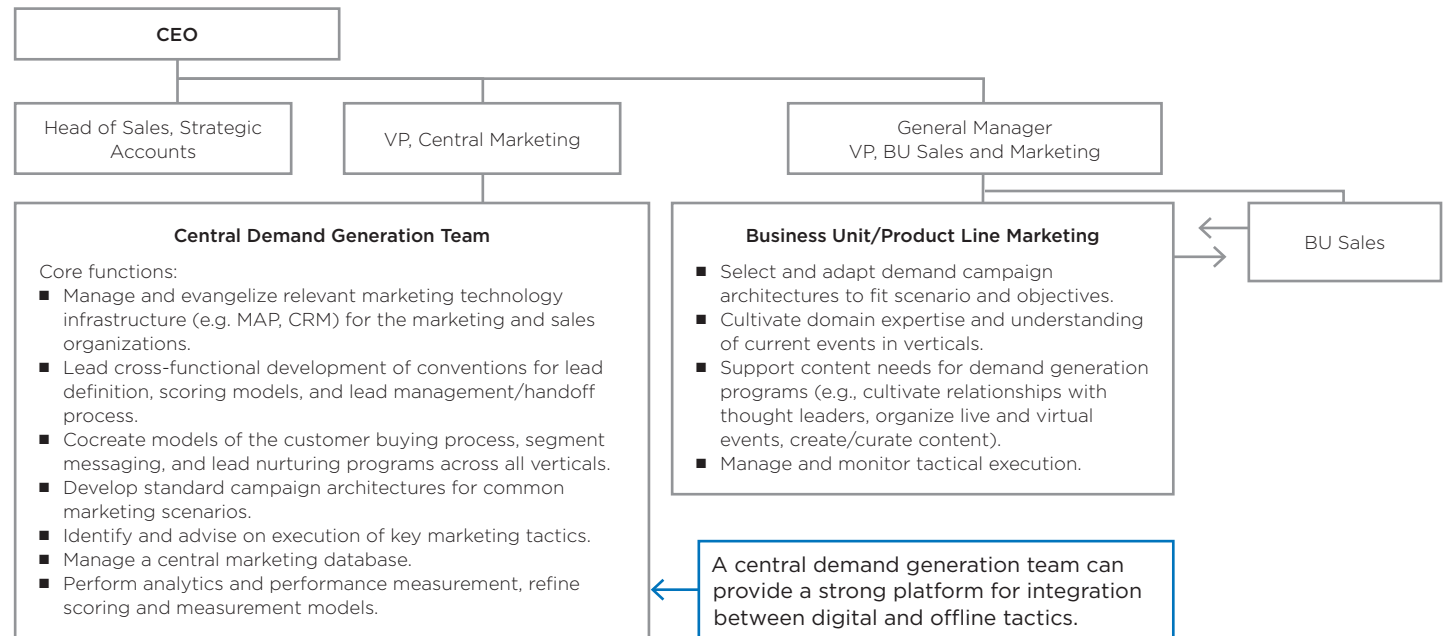 CEO
Head of Sales, Strategic
Accounts
VP, Central Marketing
General Manager
VP, BU Sales and Marketing
Central Demand Generation Team
Core functions:
■ Manage and evangelize relevant marketing technology
infrastructure (e.g. MAP, CRM) for the marketing and sales
organizations.
■ Lead cross-functional development of conventions for lead
definition, scoring models, and lead management/handoff
process.
■ Cocreate models of the customer buying process, segment
messaging, and lead nurturing programs across all verticals.
■ Develop standard campaign architectures for common
marketing scenarios.
■ Identify and advise on execution of key marketing tactics.
■ Manage a central marketing database.
■ Perform analytics and performance measurement, refine
scoring and measurement models.
Business Unit/Product Line Marketing
■ Select and adapt demand campaign
architectures to fit scenario and objectives.
■ Cultivate domain expertise and understanding
of current events in verticals.
■ Support content needs for demand generation
programs (e.g., cultivate relationships with
thought leaders, organize live and virtual
events, create/curate content).
■ Manage and monitor tactical execution.
BU Sales
A central demand generation team can
provide a strong platform for integration
between digital and offline tactics.